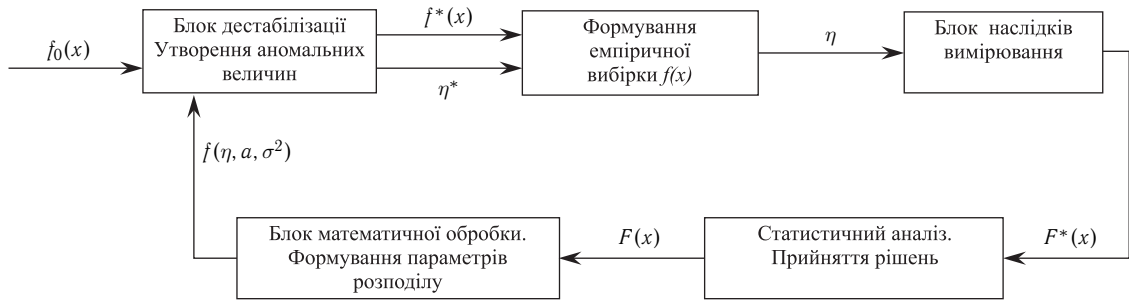 f₀(x)
Блок дестабілізації
Утворення аномальних
величин
f*(x)
η*
Формування
емпіричної
вибірки f(x)
η
Блок наслідків
вимірювання
f(η, a, σ²)
Блок математичної обробки.
Формування параметрів
розподілу
F(x)
Статистичний аналіз.
Прийняття рішень
F*(x)